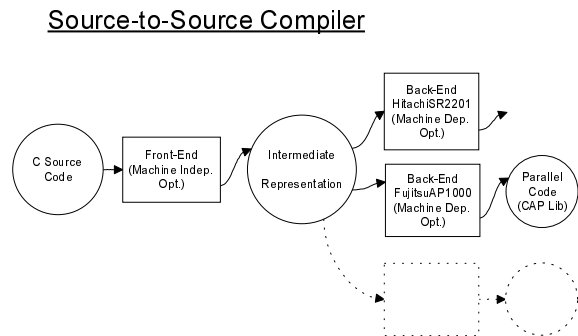 Source-to-Source Compiler
C Source
Code
Front-End
(Machine Indep.
Opt.)
Intermediate
Representation
Back-End
HitachiSR2201
(Machine Dep.
Opt.)
Back-End
FujitsuAP1000
(Machine Dep.
Opt.)
Parallel
Code
(CAP Lib)